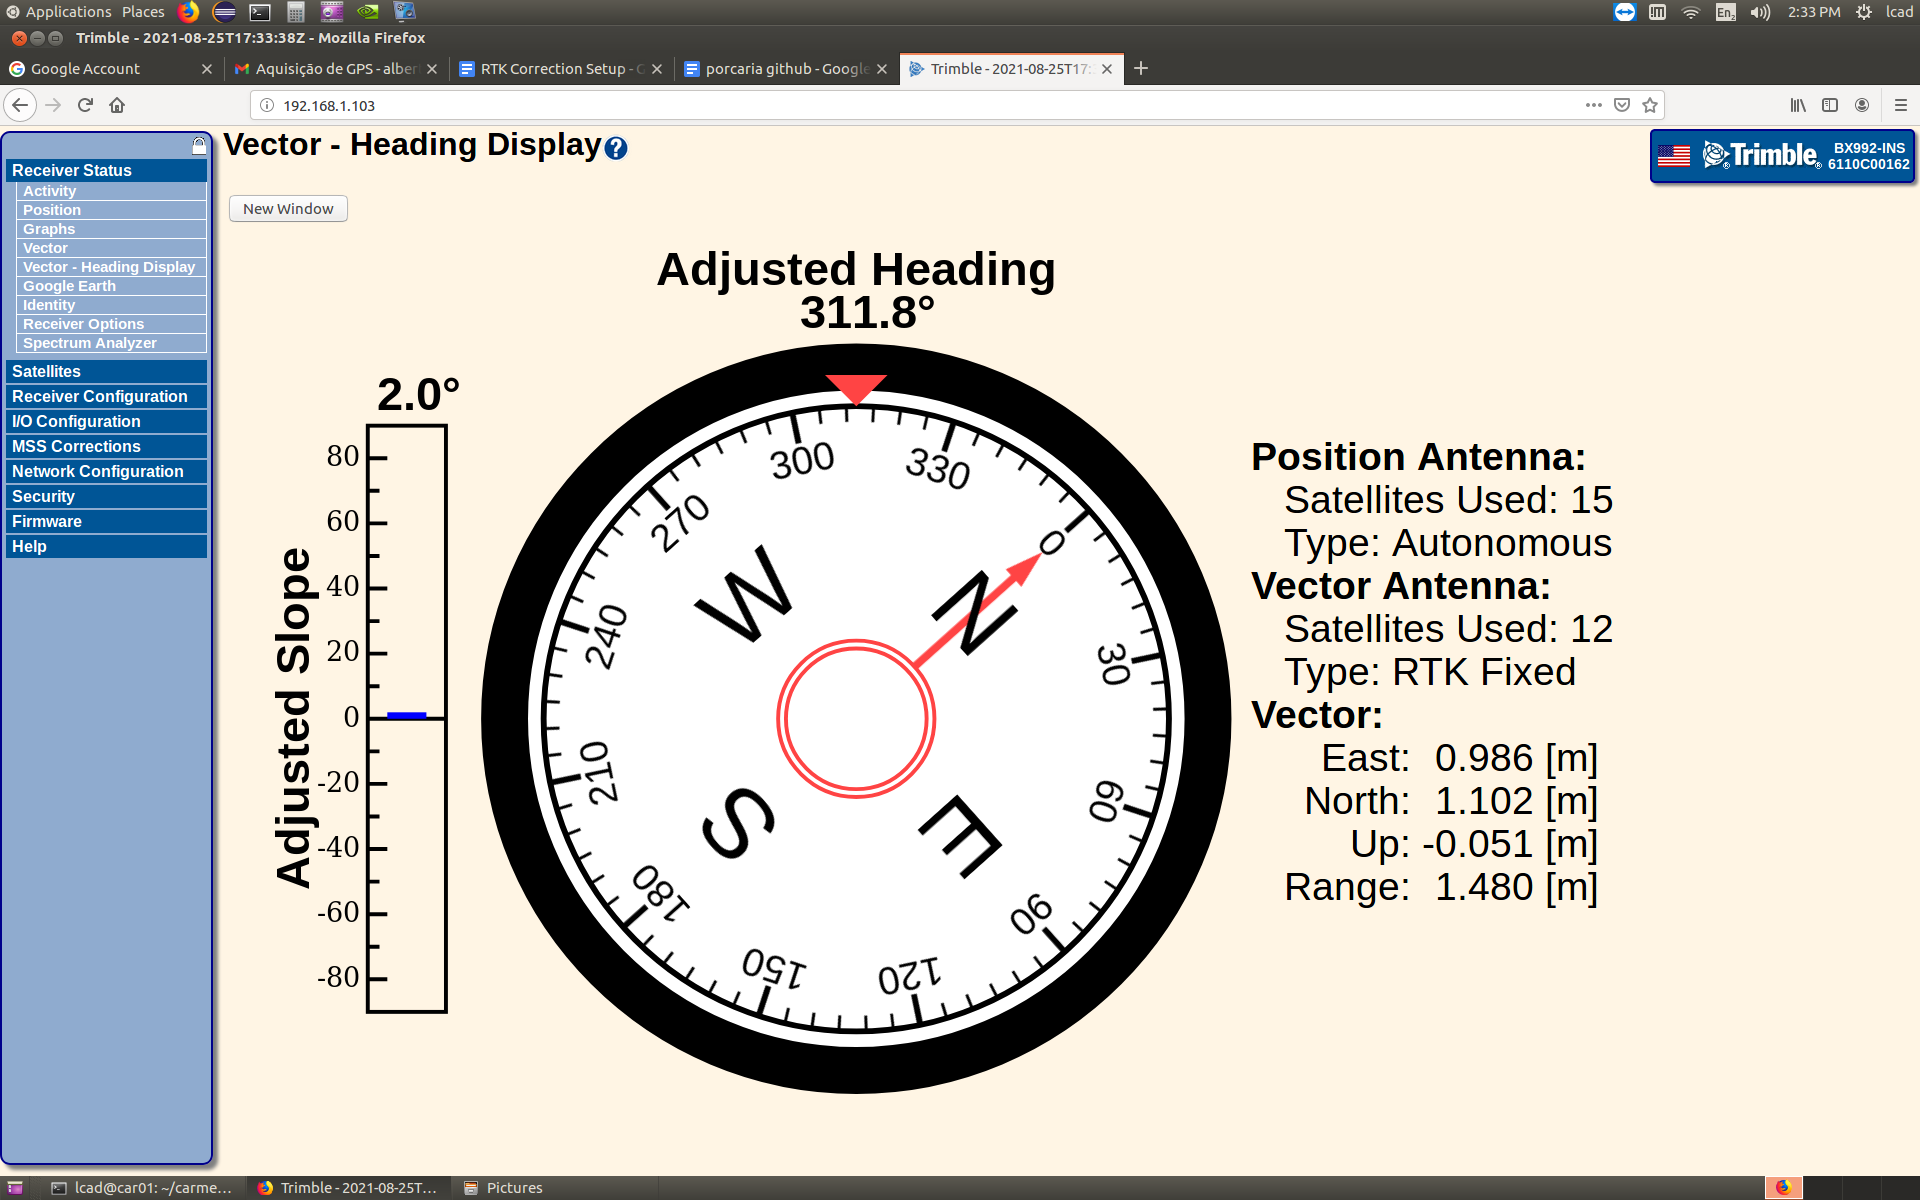 Applications Places
En2
2:33 PM
lcad
Trimble - 2021-08-25T17:33:38Z - Mozilla Firefox
Google Account
Aquisição de GPS - alber
RTK Correction Setup - G
porcaria github - Google
Trimble - 2021-08-25T17:
192.168.1.103
Receiver Status
Activity
Position
Graphs
Vector
Vector - Heading Display
Google Earth
Identity
Receiver Options
Spectrum Analyzer
Satellites
Receiver Configuration
I/O Configuration
MSS Corrections
Network Configuration
Security
Firmware
Help
Vector - Heading Display?
Trimble
BX992-INS
6110C00162
New Window
Adjusted Heading
311.8°
2.0°
Adjusted Slope
80
60
40
20
0
-20
-40
-60
-80
0
30
60
90
120
150
180
210
240
270
300
330
N
E
S
W
Position Antenna:
Satellites Used: 15
Type: Autonomous
Vector Antenna:
Satellites Used: 12
Type: RTK Fixed
Vector:
East: 0.986 [m]
North: 1.102 [m]
Up: -0.051 [m]
Range: 1.480 [m]
lcad@car01: ~/carme...
Trimble - 2021-08-25T...
Pictures